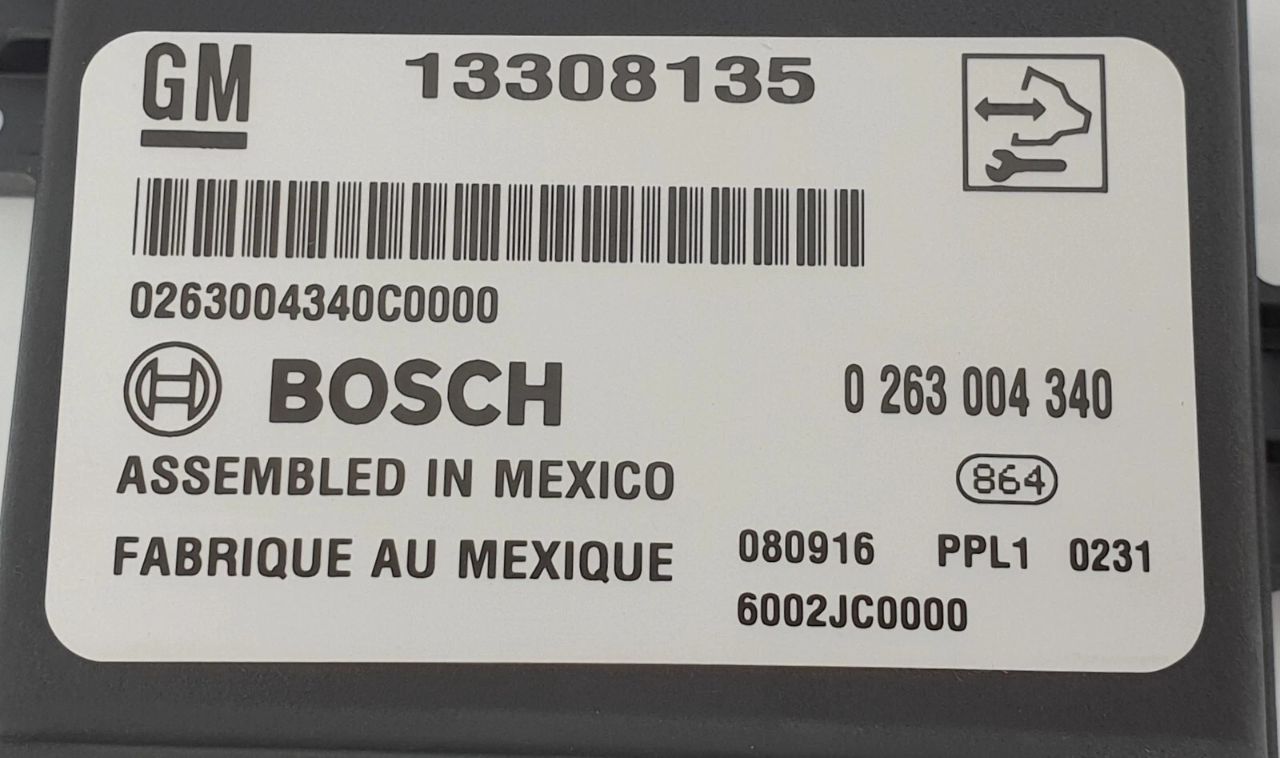 GM 13308135
0263004340C0000
BOSCH 0 263 004 340
ASSEMBLED IN MEXICO 864
FABRIQUE AU MEXIQUE 080916 PPL1 0231
6002JC0000